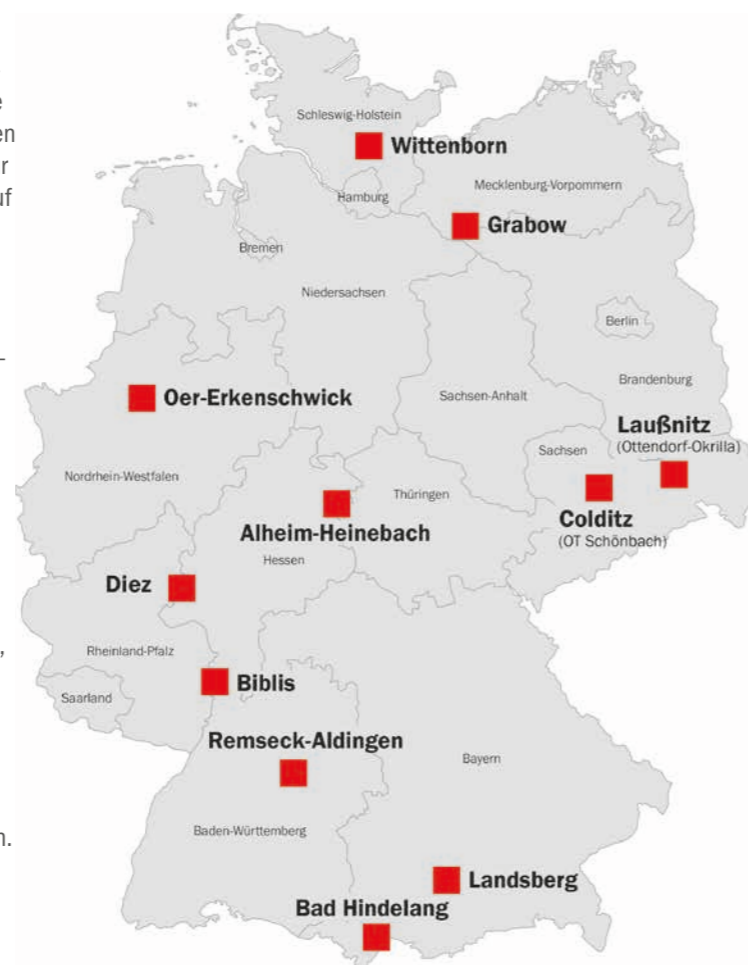 e
en
r
uf
–
,
n.
Schleswig-Holstein
Wittenborn
Mecklenburg-Vorpommern
Hamburg
Grabow
Bremen
Niedersachsen
Berlin
Brandenburg
Oer-Erkenschwick
Sachsen-Anhalt
Laußnitz
(Ottendorf-Okrilla)
Sachsen
Nordrhein-Westfalen
Thüringen
Colditz
(OT Schönbach)
Alheim-Heinebach
Hessen
Diez
Rheinland-Pfalz
Biblis
Saarland
Remseck-Aldingen
Bayern
Baden-Württemberg
Landsberg
Bad Hindelang